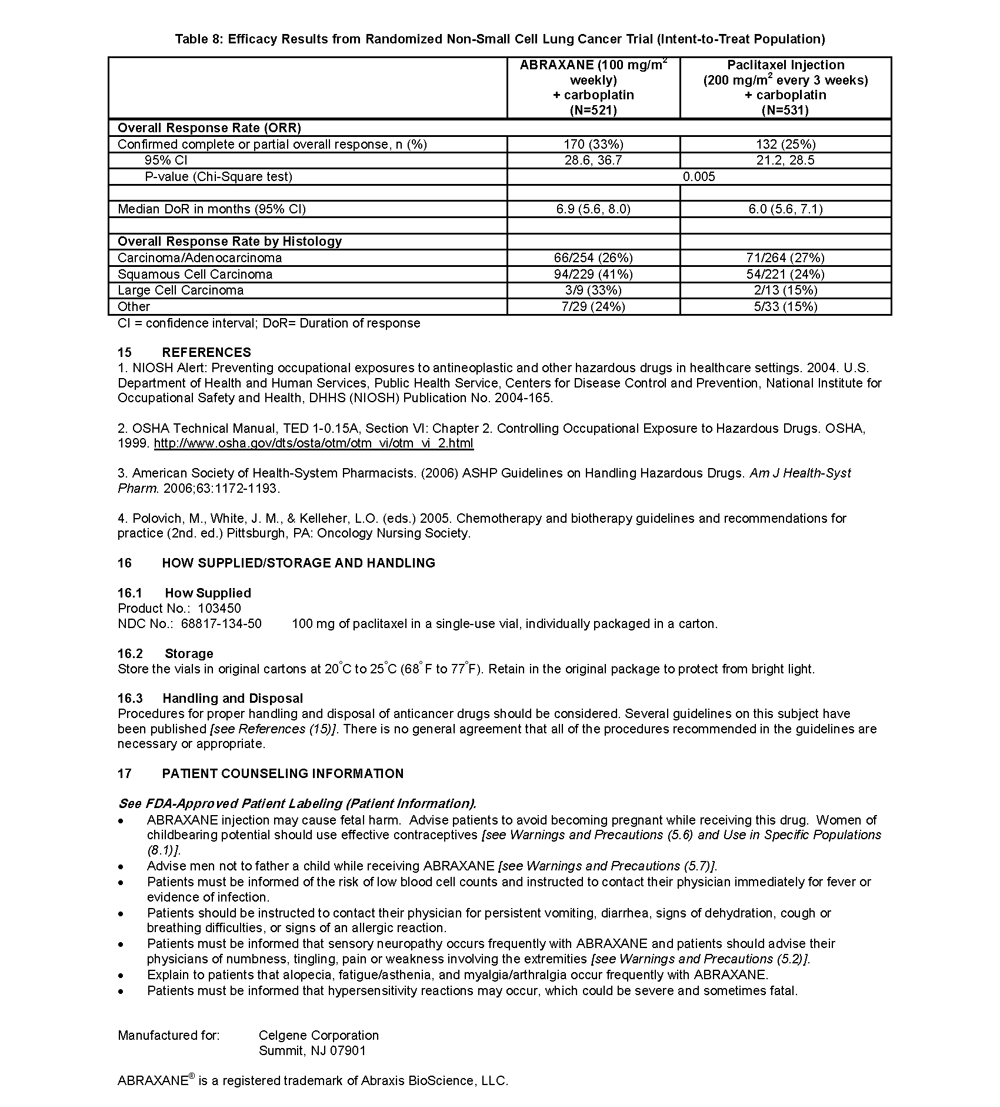 Table 8: Efficacy Results from Randomized Non-Small Cell Lung Cancer Trial (Intent-to-Treat Population)
ABRAXANE (100 mg/m2 weekly) + carboplatin (N=521)
Paclitaxel Injection (200 mg/m2 every 3 weeks) + carboplatin (N=531)
Overall Response Rate (ORR)
Confirmed complete or partial overall response, n (%) 170 (33%) 132 (25%)
95% CI 28.6, 36.7 21.2, 28.5
P-value (Chi-Square test) 0.005
Median DoR in months (95% CI) 6.9 (5.6, 8.0) 6.0 (5.6, 7.1)
Overall Response Rate by Histology
Carcinoma/Adenocarcinoma 66/254 (26%) 71/264 (27%)
Squamous Cell Carcinoma 94/229 (41%) 54/221 (24%)
Large Cell Carcinoma 3/9 (33%) 2/13 (15%)
Other 7/29 (24%) 5/33 (15%)
CI = confidence interval; DoR= Duration of response
15 REFERENCES
1. NIOSH Alert: Preventing occupational exposures to antineoplastic and other hazardous drugs in healthcare settings. 2004. U.S.
Department of Health and Human Services, Public Health Service, Centers for Disease Control and Prevention, National Institute for
Occupational Safety and Health, DHHS (NIOSH) Publication No. 2004-165.
2. OSHA Technical Manual, TED 1-0.15A, Section VI: Chapter 2. Controlling Occupational Exposure to Hazardous Drugs. OSHA,
1999. http://www.osha.gov/dts/osta/otm/otm_vi/otm_vi_2.html
3. American Society of Health-System Pharmacists. (2006) ASHP Guidelines on Handling Hazardous Drugs. Am J Health-Syst
Pharm. 2006;63:1172-1193.
4. Polovich, M., White, J. M., & Kelleher, L.O. (eds.) 2005. Chemotherapy and biotherapy guidelines and recommendations for
practice (2nd. ed.) Pittsburgh, PA: Oncology Nursing Society.
16 HOW SUPPLIED/STORAGE AND HANDLING
16.1 How Supplied
Product No.: 103450
NDC No.: 68817-134-50 100 mg of paclitaxel in a single-use vial, individually packaged in a carton.
16.2 Storage
Store the vials in original cartons at 20°C to 25°C (68°F to 77°F). Retain in the original package to protect from bright light.
16.3 Handling and Disposal
Procedures for proper handling and disposal of anticancer drugs should be considered. Several guidelines on this subject have
been published [see References (15)]. There is no general agreement that all of the procedures recommended in the guidelines are
necessary or appropriate.
17 PATIENT COUNSELING INFORMATION
See FDA-Approved Patient Labeling (Patient Information).
• ABRAXANE injection may cause fetal harm. Advise patients to avoid becoming pregnant while receiving this drug. Women of
childbearing potential should use effective contraceptives [see Warnings and Precautions (5.6) and Use in Specific Populations
(8.1)].
• Advise men not to father a child while receiving ABRAXANE [see Warnings and Precautions (5.7)].
• Patients must be informed of the risk of low blood cell counts and instructed to contact their physician immediately for fever or
evidence of infection.
• Patients should be instructed to contact their physician for persistent vomiting, diarrhea, signs of dehydration, cough or
breathing difficulties, or signs of an allergic reaction.
• Patients must be informed that sensory neuropathy occurs frequently with ABRAXANE and patients should advise their
physicians of numbness, tingling, pain or weakness involving the extremities [see Warnings and Precautions (5.2)].
• Explain to patients that alopecia, fatigue/asthenia, and myalgia/arthralgia occur frequently with ABRAXANE.
• Patients must be informed that hypersensitivity reactions may occur, which could be severe and sometimes fatal.
Manufactured for: Celgene Corporation
Summit, NJ 07901
ABRAXANE® is a registered trademark of Abraxis BioScience, LLC.